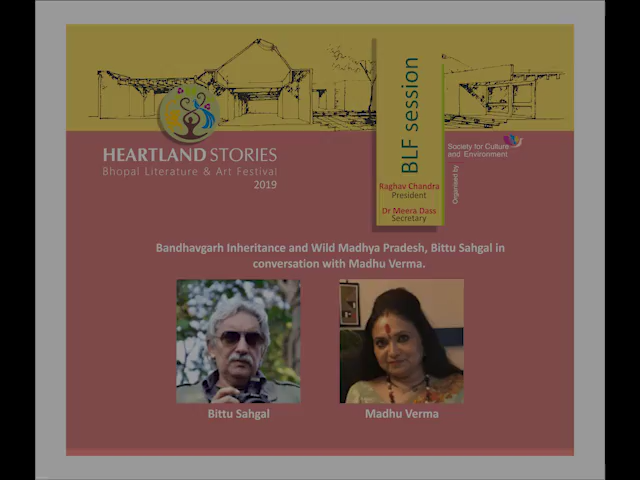 BLF session
HEARTLAND STORIES
Bhopal Literature & Art Festival
2019
Raghav Chandra
President
Dr Meera Dass
Secretary
Organised by
Society for Culture
and Environment
Bandhavgarh Inheritance and Wild Madhya Pradesh, Bittu Sahgal in
conversation with Madhu Verma.
Bittu Sahgal
Madhu Verma